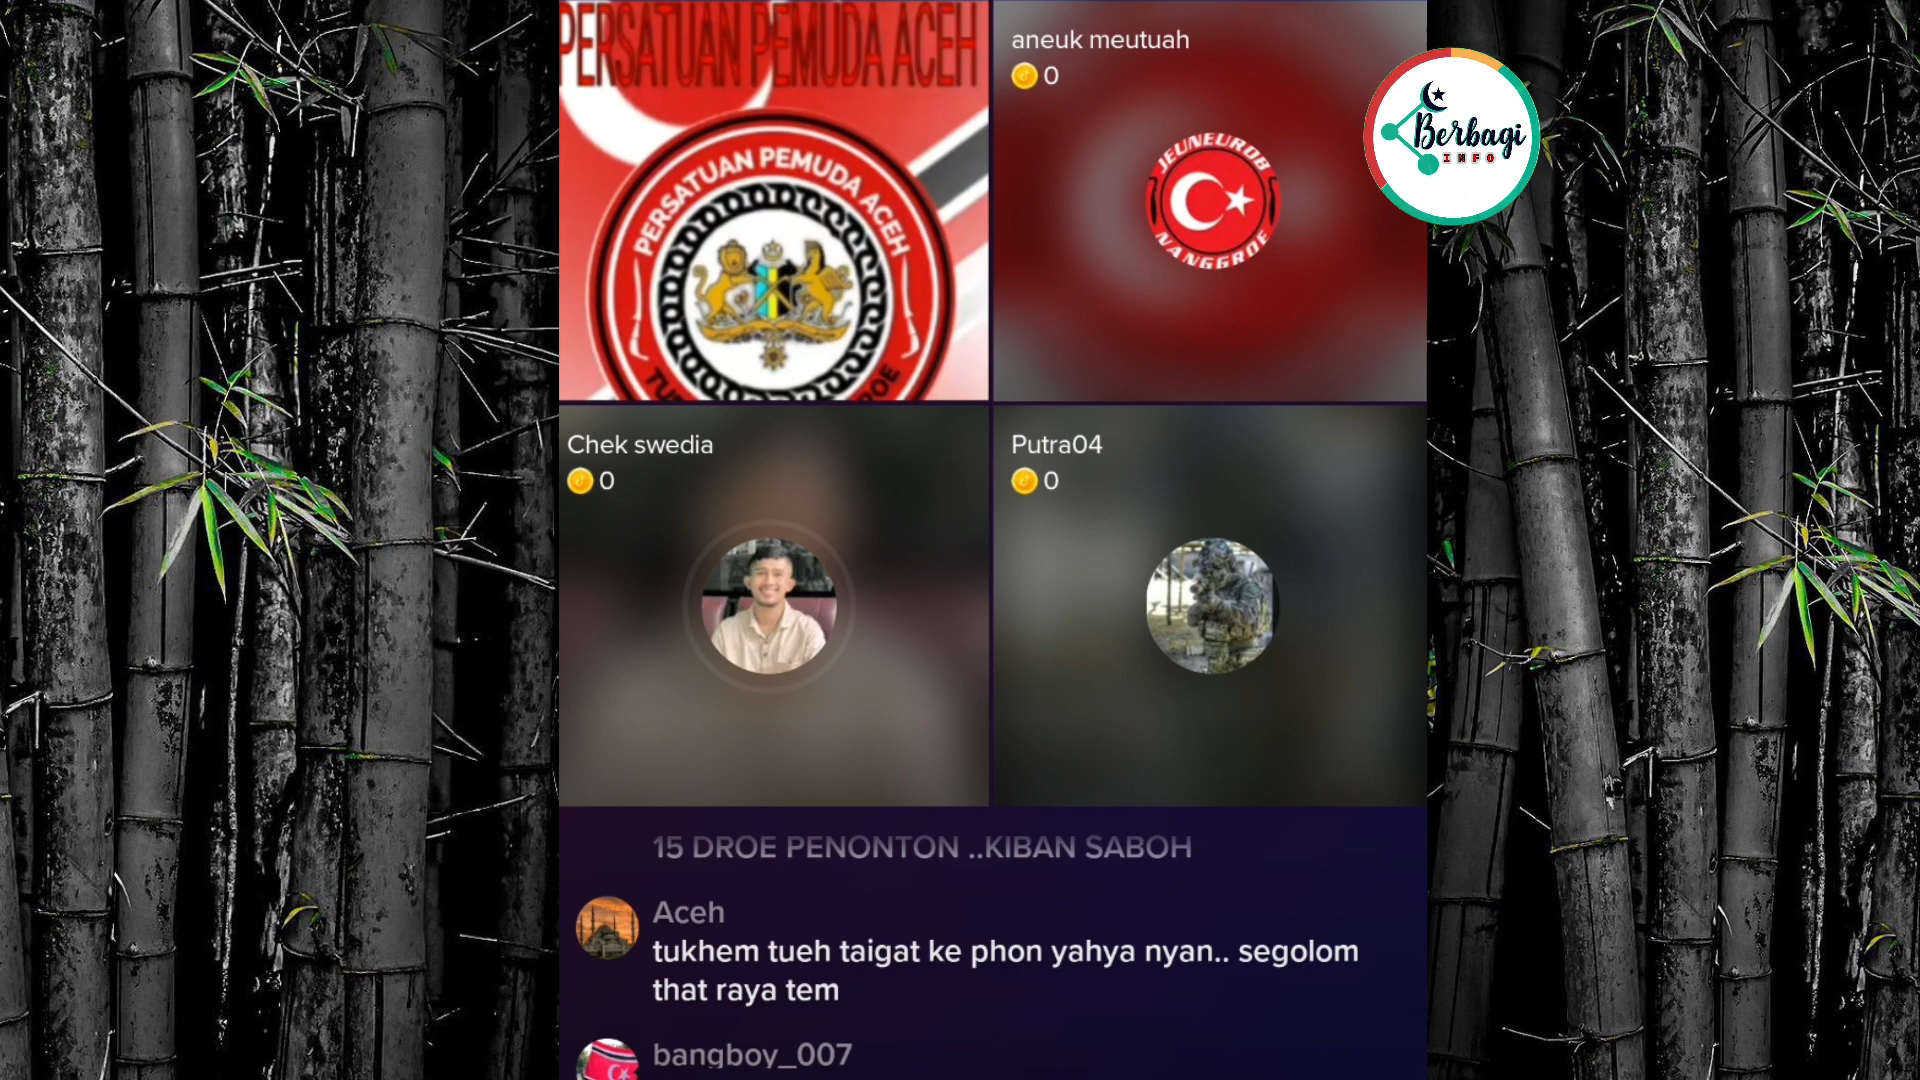 PERSATUAN PEMUDA ACEH
PERSATUAN PEMUDA ACEH
aneuk meutuah
0
JEUNEUROB
NANGGROE
Berbagi
INFO
Chek swedia
0
Putra04
0
15 DROE PENONTON ..KIBAN SABOH
Aceh
tukhem tueh taigat ke phon yahya nyan.. segolom
that raya tem
bangboy_007